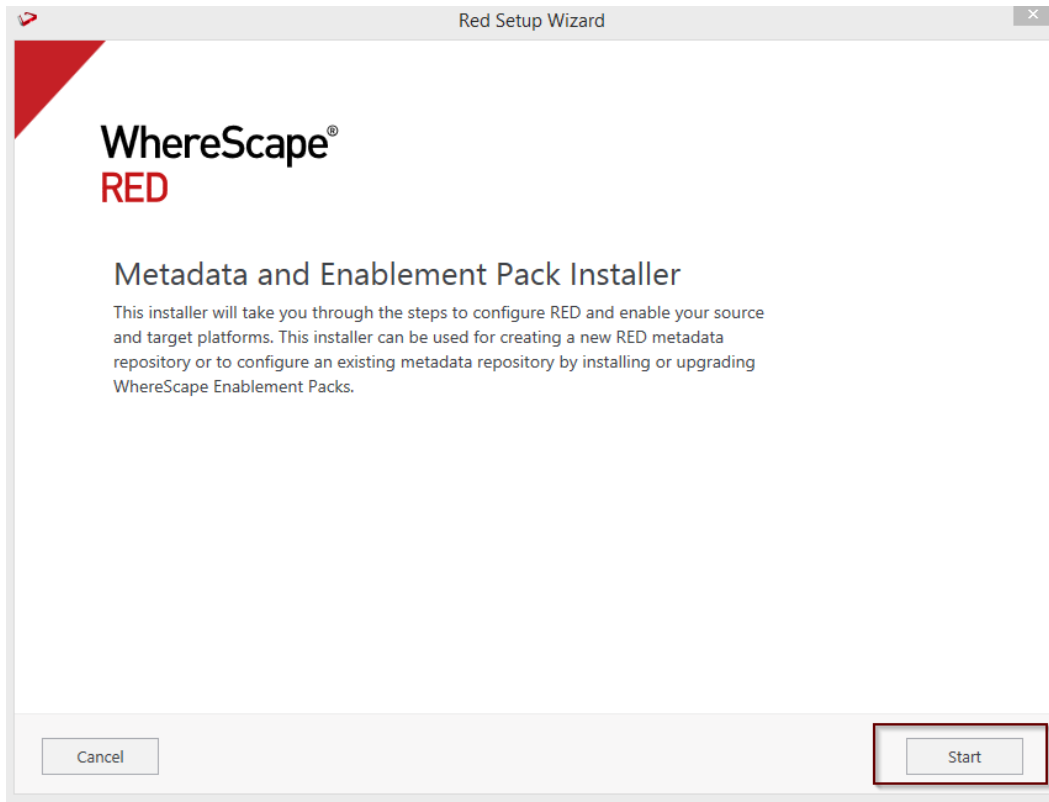 Red Setup Wizard
WhereScape®
RED
Metadata and Enablement Pack Installer
This installer will take you through the steps to configure RED and enable your source
and target platforms. This installer can be used for creating a new RED metadata
repository or to configure an existing metadata repository by installing or upgrading
WhereScape Enablement Packs.
Cancel
Start